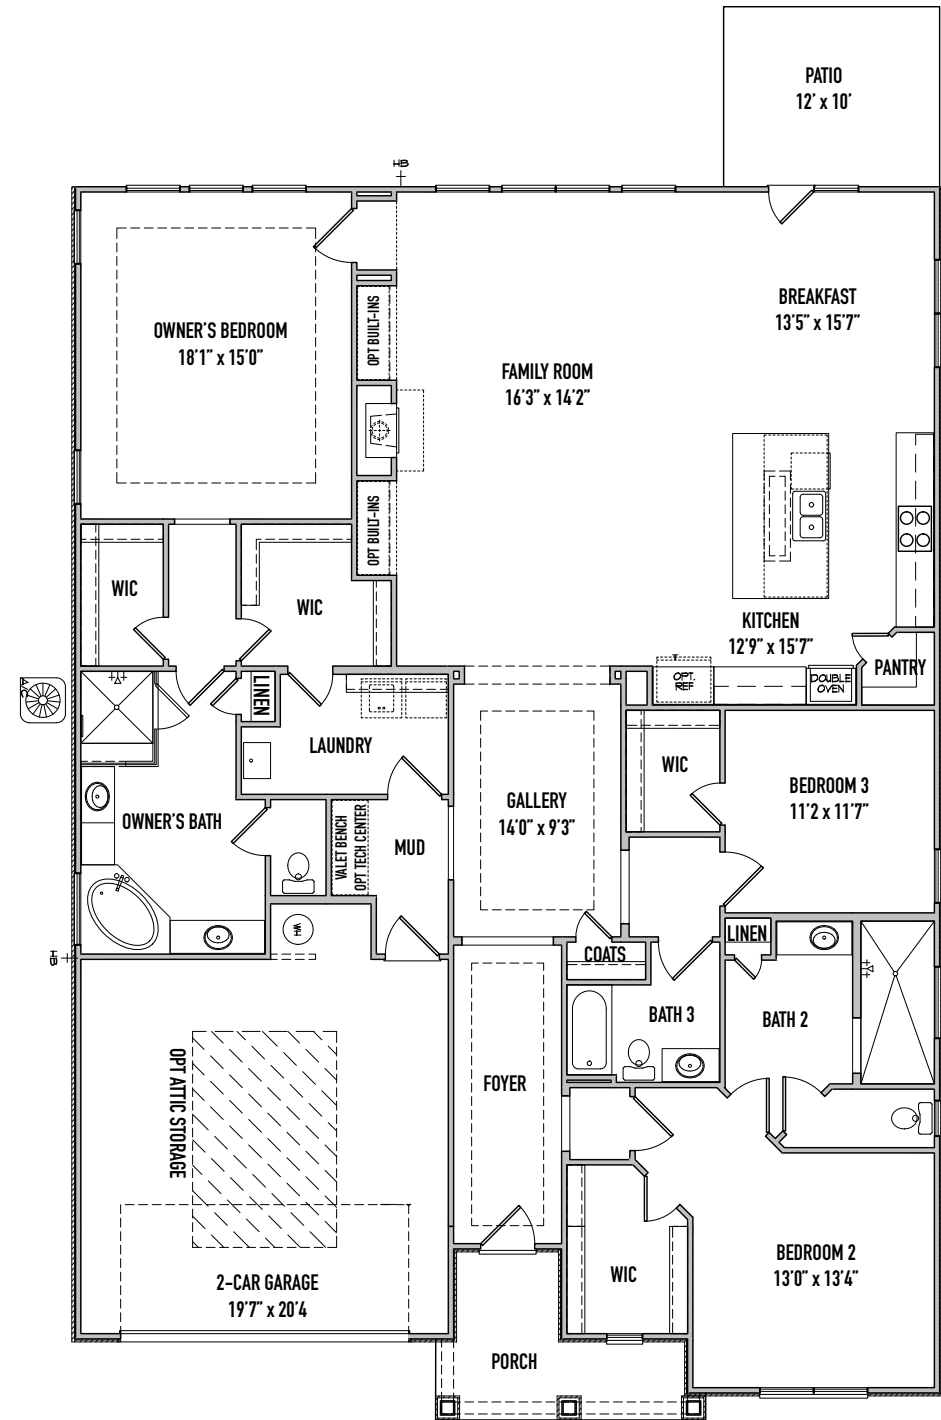 PATIO
12' x 10'
HB
OWNER'S BEDROOM
18'1" x 15'0"
OPT BUILT-INS
BREAKFAST
13'5" x 15'7"
FAMILY ROOM
16'3" x 14'2"
OPT BUILT-INS
WIC
WIC
KITCHEN
12'9" x 15'7"
PANTRY
OPT.
REF.
DOUBLE
OVEN
AC
LINEN
LAUNDRY
WIC
BEDROOM 3
11'2 x 11'7"
GALLERY
14'0" x 9'3"
OWNER'S BATH
VALET BENCH
OPT TECH CENTER
MUD
WH
HB
COATS
LINEN
BATH 3
BATH 2
FOYER
OPT ATTIC STORAGE
2-CAR GARAGE
19'7" x 20'4
WIC
BEDROOM 2
13'0" x 13'4"
PORCH